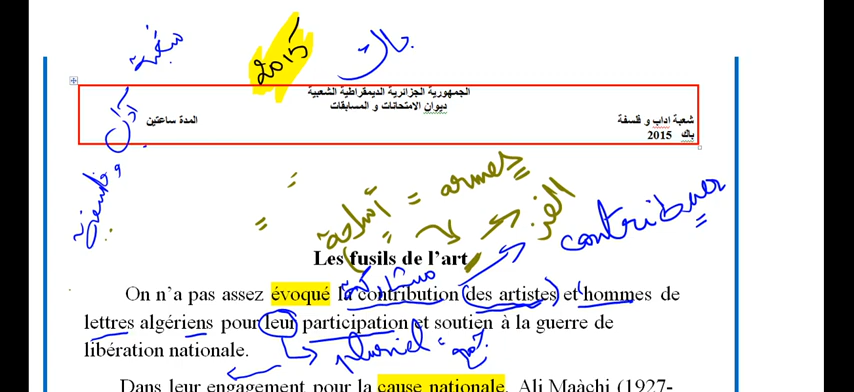 شعبة
باك
2015
آداب
و فلسفة
الجمهورية الجزائرية الديمقراطية الشعبية
ديوان الامتحانات و المسابقات
شعبة اداب و فلسفة
المدة ساعتين
باك 2015
أسلحة = armes
الفن
contribuer
Les fusils de l’art
مشاركة
On n’a pas assez évoqué la contribution (des artistes) et hommes de
lettres algériens pour leur participation et soutien à la guerre de
libération nationale.
pluriel =
Dans leur engagement pour la cause nationale, Ali Maàchi (1927-